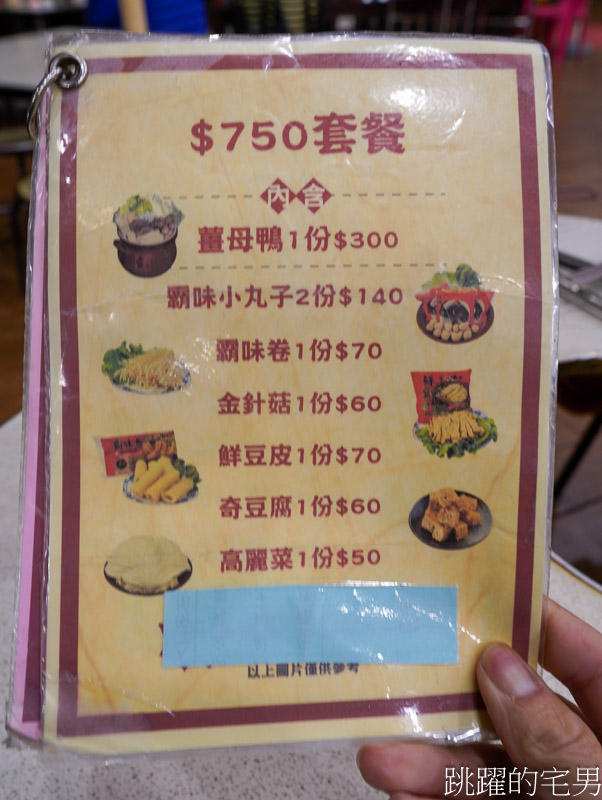 $750套餐
內含
薑母鴨1份$300
霸味小丸子2份$140
霸味卷1份$70
金針菇1份$60
鮮豆皮1份$70
奇豆腐1份$60
高麗菜1份$50
以上圖片僅供參考
跳躍的宅男